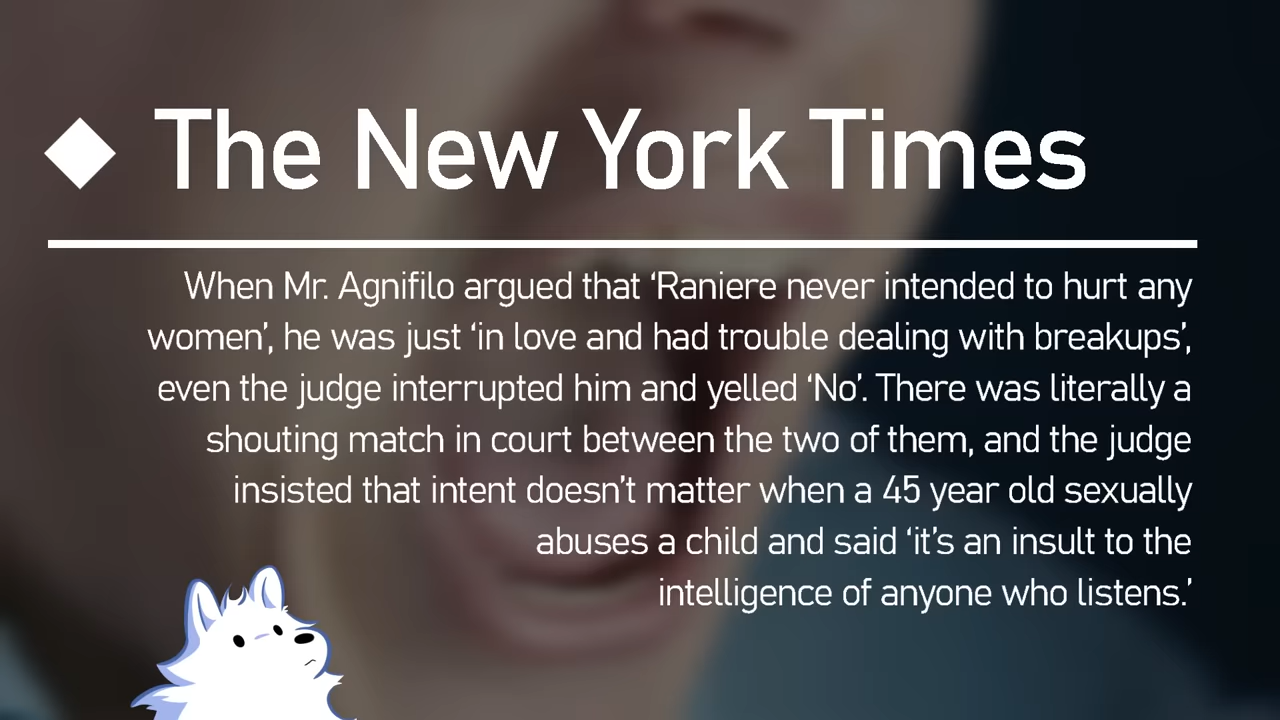 The New York Times
When Mr. Agnifilo argued that ‘Raniere never intended to hurt any
women’, he was just ‘in love and had trouble dealing with breakups’,
even the judge interrupted him and yelled ‘No’. There was literally a
shouting match in court between the two of them, and the judge
insisted that intent doesn’t matter when a 45 year old sexually
abuses a child and said ‘it’s an insult to the
intelligence of anyone who listens.’